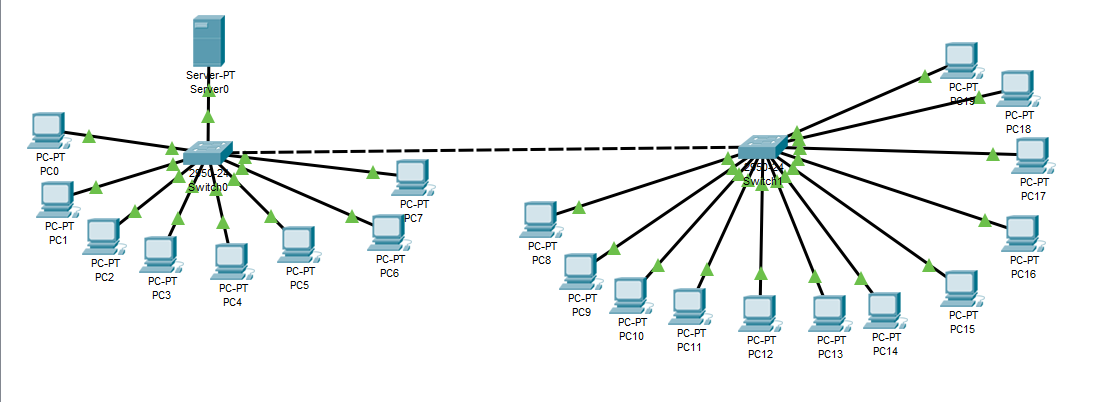 Server-PT
Server0
PC-PT
PC0
PC-PT
PC1
PC-PT
PC2
PC-PT
PC3
PC-PT
PC4
PC-PT
PC5
PC-PT
PC6
PC-PT
PC7
2950-24
Switch0
2950-24
Switch1
PC-PT
PC8
PC-PT
PC9
PC-PT
PC10
PC-PT
PC11
PC-PT
PC12
PC-PT
PC13
PC-PT
PC14
PC-PT
PC15
PC-PT
PC16
PC-PT
PC17
PC-PT
PC18
PC-PT
PC19